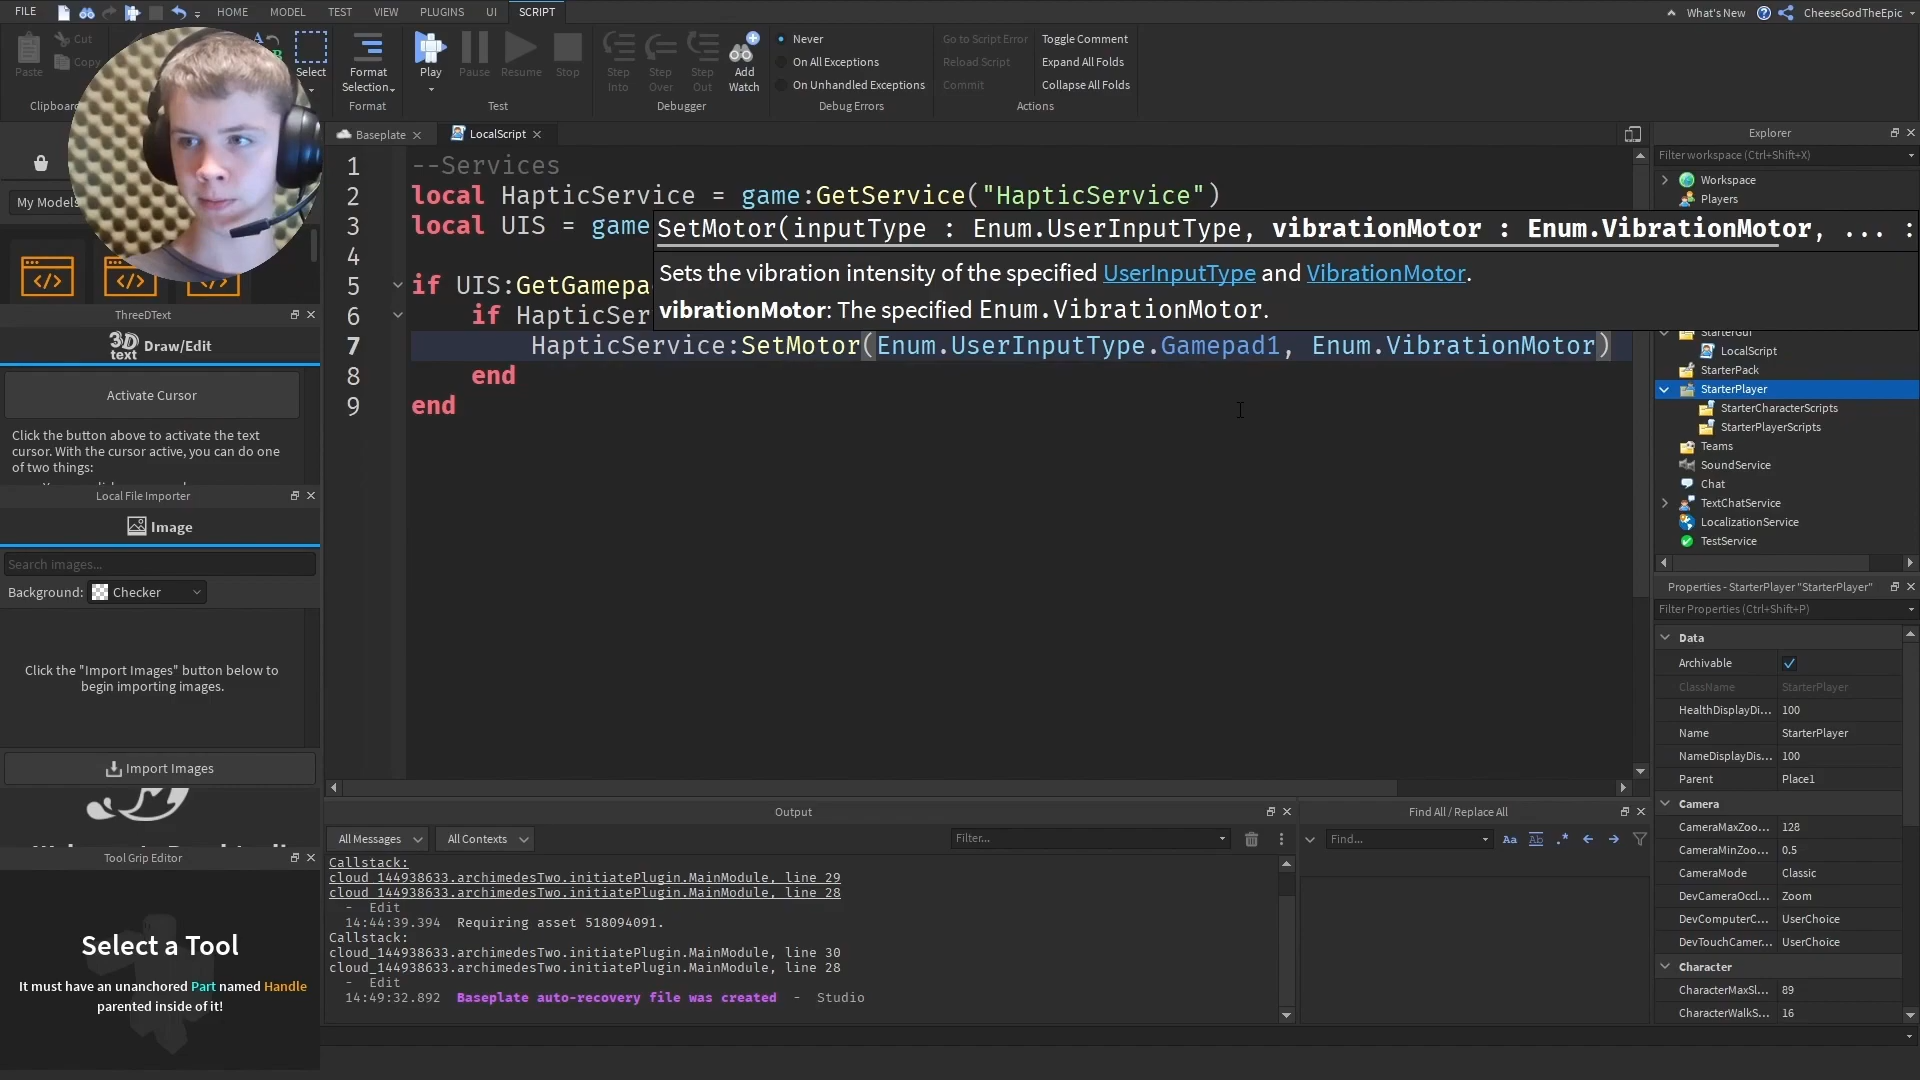 FILE
HOME
MODEL
TEST
VIEW
PLUGINS
UI
SCRIPT
What's New
CheeseGodTheEpic
Paste
Cut
Copy
Select
Format
Selection
Play
Pause
Resume
Stop
Step
Into
Step
Over
Step
Out
Add
Watch
Never
On All Exceptions
On Unhandled Exceptions
Go to Script Error
Reload Script
Commit
Toggle Comment
Expand All Folds
Collapse All Folds
Format
Test
Debugger
Debug Errors
Actions
Baseplate
LocalScript
My Models
ThreeDText
3D
text
Draw/Edit
Activate Cursor
Click the button above to activate the text
cursor. With the cursor active, you can do one
of two things:
Local File Importer
Image
Search images...
Background:
Checker
Click the "Import Images" button below to
begin importing images.
Import Images
Tool Grip Editor
Select a Tool
It must have an unanchored Part named Handle
parented inside of it!
1 --Services
2 local HapticService = game:GetService("HapticService")
3 local UIS = game
4
5 if UIS:GetGamepa
6 if HapticSer
7 HapticService:SetMotor(Enum.UserInputType.Gamepad1, Enum.VibrationMotor)
8 end
9 end
SetMotor(inputType : Enum.UserInputType, vibrationMotor : Enum.VibrationMotor, ... :
Sets the vibration intensity of the specified UserInputType and VibrationMotor.
vibrationMotor: The specified Enum.VibrationMotor.
Output
All Messages
All Contexts
Filter...
Callstack:
cloud_144938633.archimedesTwo.initiatePlugin.MainModule, line 29
cloud_144938633.archimedesTwo.initiatePlugin.MainModule, line 28
- Edit
14:44:39.394 Requiring asset 518094091.
Callstack:
cloud_144938633.archimedesTwo.initiatePlugin.MainModule, line 30
cloud_144938633.archimedesTwo.initiatePlugin.MainModule, line 28
- Edit
14:49:32.892 Baseplate auto-recovery file was created - Studio
Find All / Replace All
Find...
Aa
Ab
.*
Explorer
Filter workspace (Ctrl+Shift+X)
Workspace
Players
StarterGui
LocalScript
StarterPack
StarterPlayer
StarterCharacterScripts
StarterPlayerScripts
Teams
SoundService
Chat
TextChatService
LocalizationService
TestService
Properties - StarterPlayer "StarterPlayer"
Filter Properties (Ctrl+Shift+P)
Data
Archivable
ClassName StarterPlayer
HealthDisplayDi... 100
Name StarterPlayer
NameDisplayDis... 100
Parent Place1
Camera
CameraMaxZoo... 128
CameraMinZoo... 0.5
CameraMode Classic
DevCameraOccl... Zoom
DevComputerC... UserChoice
DevTouchCamer... UserChoice
Character
CharacterMaxSl... 89
CharacterWalkS... 16